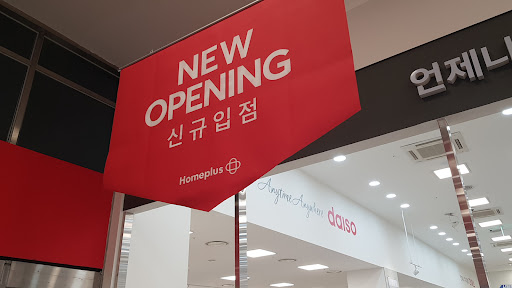 NEW
OPENING
신규입점
Homeplus
언제나
Anytime Anywhere daiso